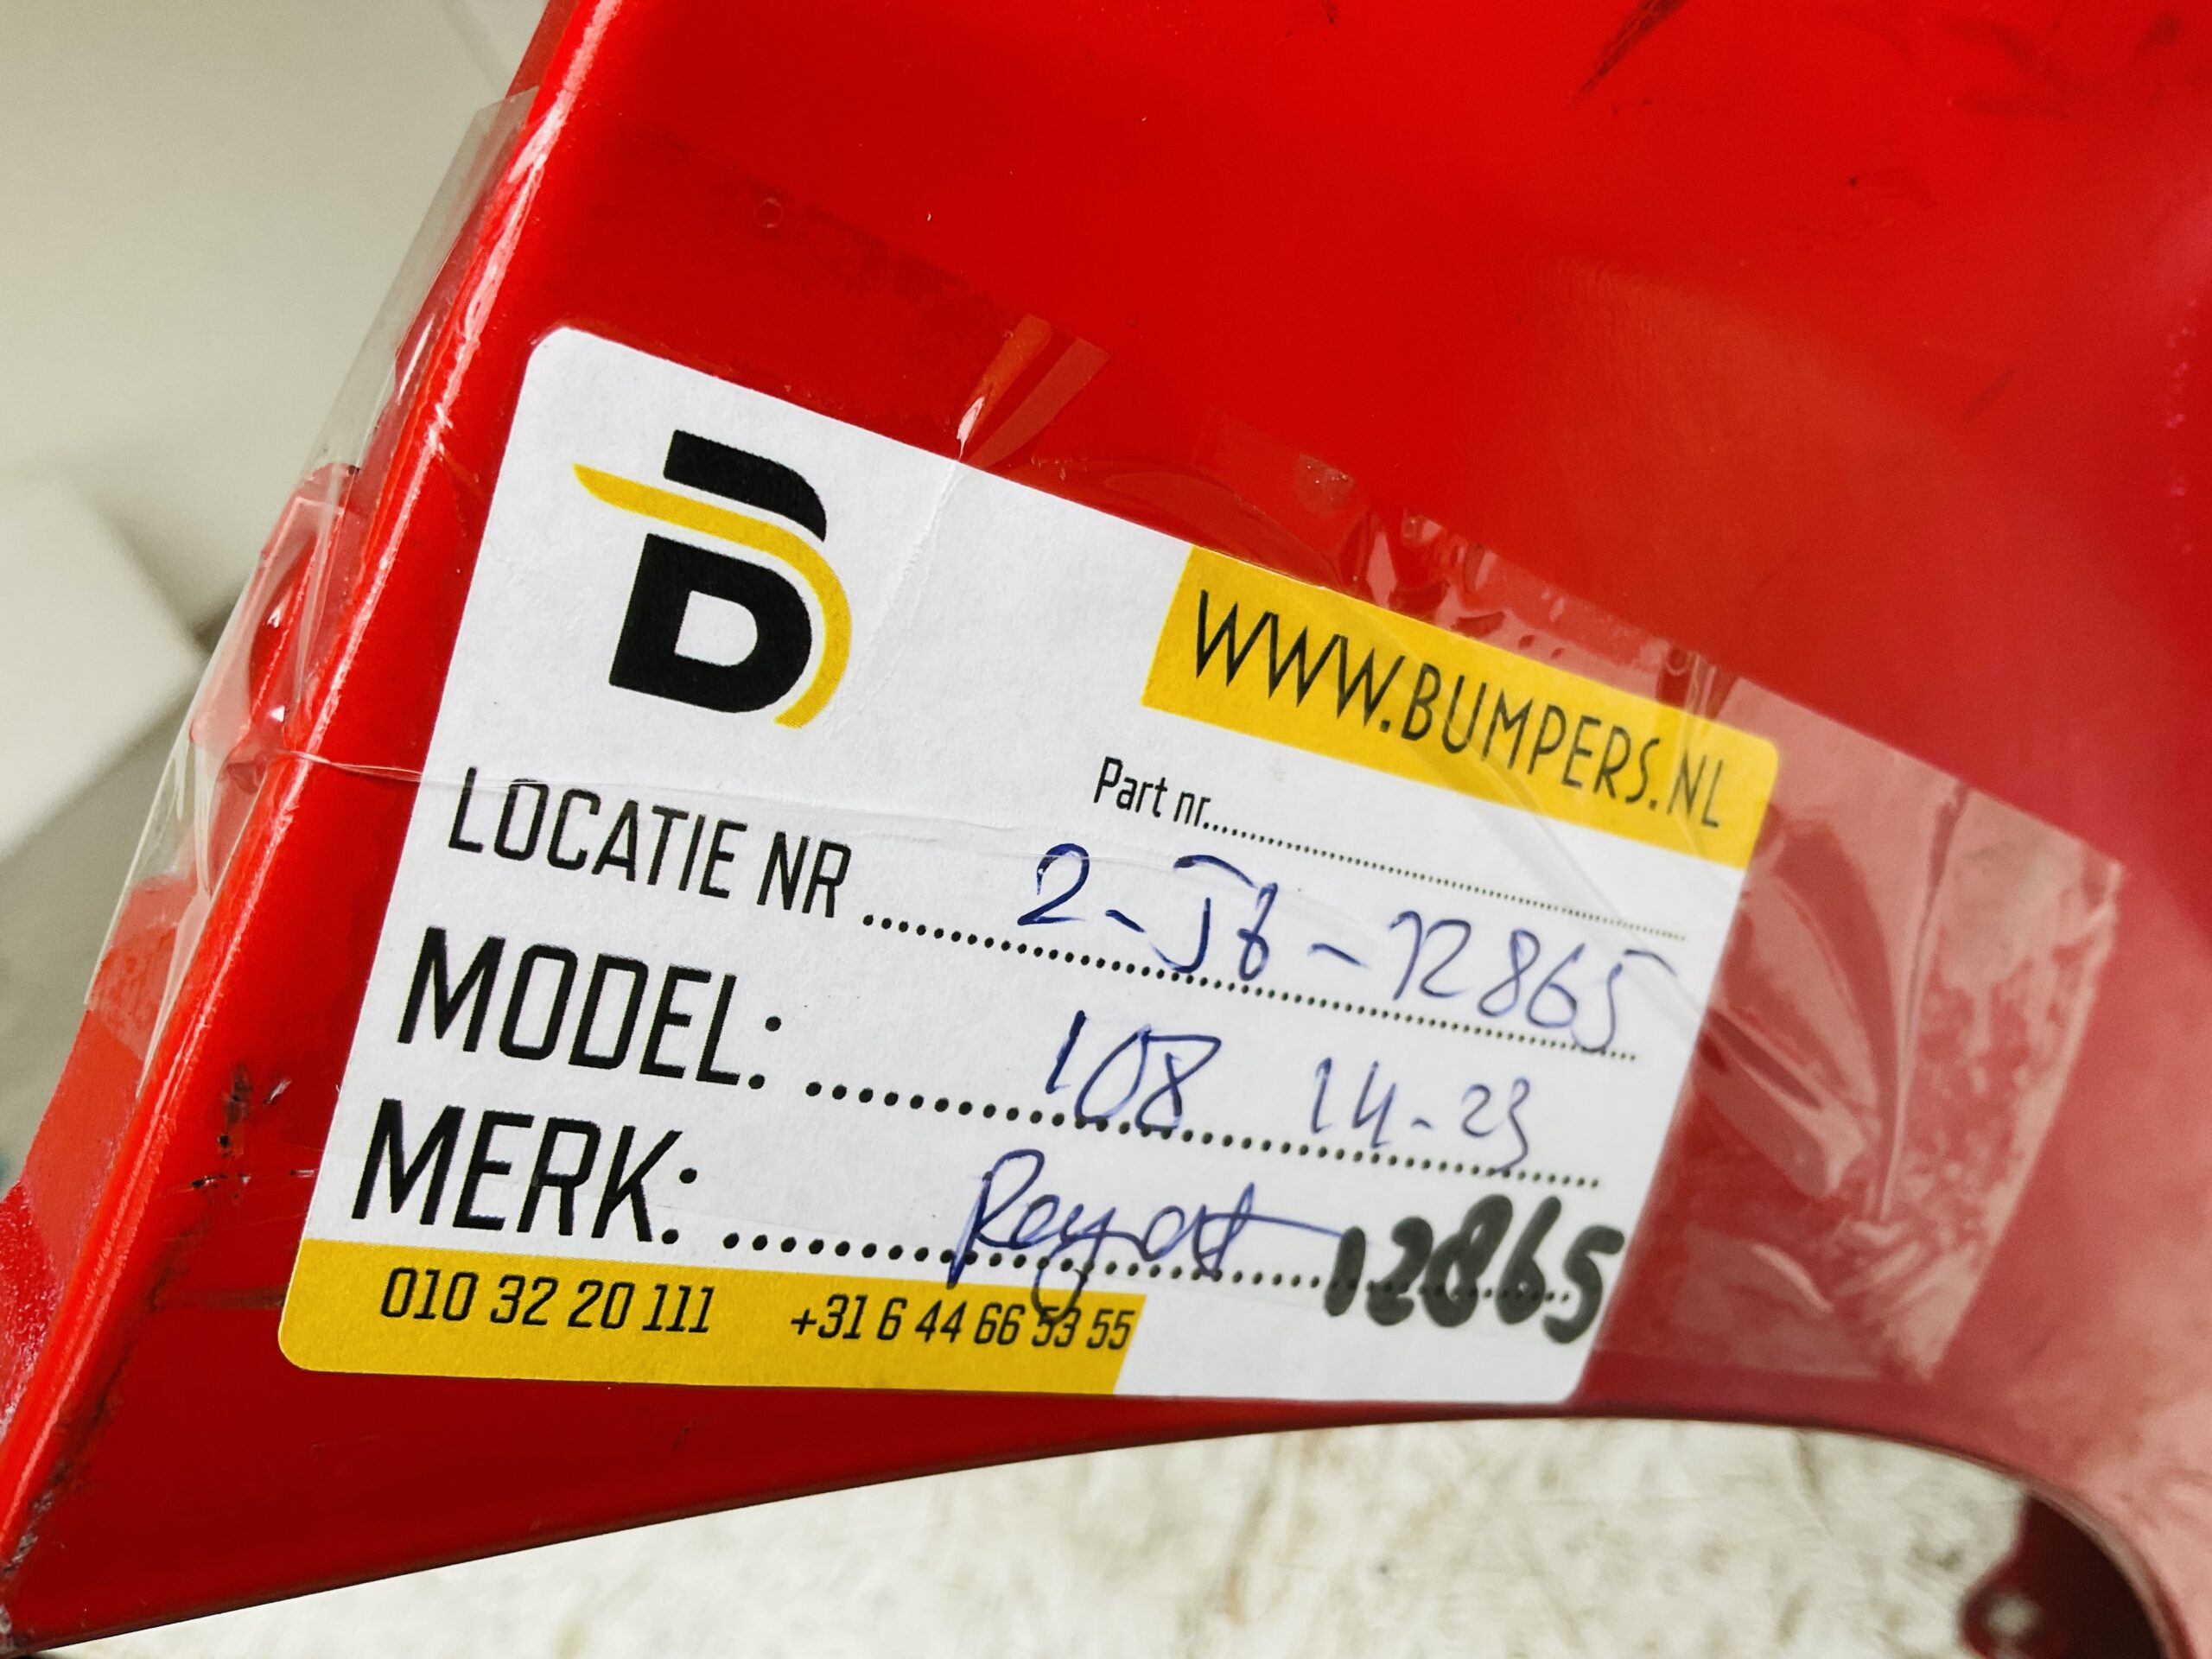 B
WWW.BUMPERS.NL
Part nr..............................
LOCATIE NR .......... 2-J6-12865
MODEL: .......... 108 14-23
MERK: .......... Peugeot 12865
010 32 20 111 +31 6 44 66 53 55